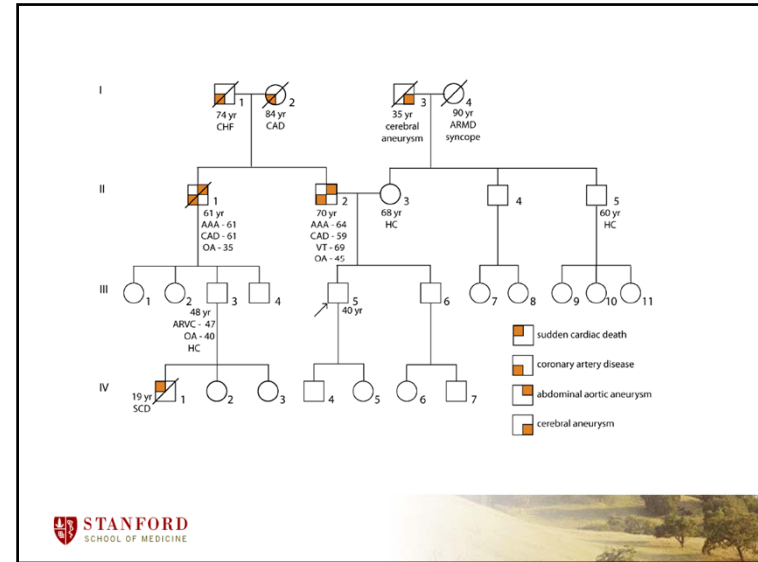 I
1
2
3
4
74 yr
CHF
84 yr
CAD
35 yr
cerebral
aneurysm
90 yr
ARMD
syncope
II
1
2
3
4
5
61 yr
AAA - 61
CAD - 61
OA - 35
70 yr
AAA - 64
CAD - 59
VT - 69
OA - 45
68 yr
HC
60 yr
HC
III
1
2
3
4
5
6
7
8
9
10
11
48 yr
ARVC - 47
OA - 40
HC
40 yr
sudden cardiac death
coronary artery disease
abdominal aortic aneurysm
cerebral aneurysm
IV
19 yr
SCD
1
2
3
4
5
6
7
STANFORD
SCHOOL OF MEDICINE